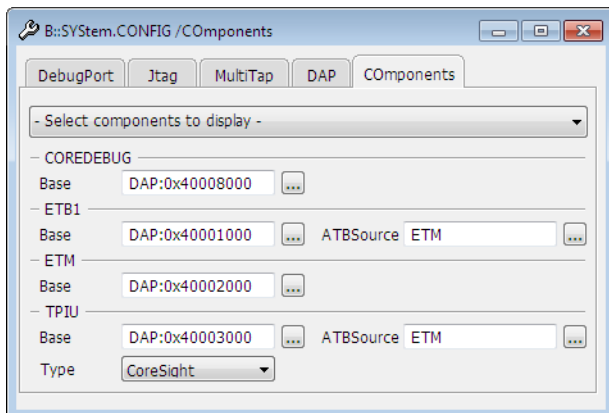 B::SYStem.CONFIG /COmponents
DebugPort Jtag MultiTap DAP COmponents
- Select components to display -
COREDEBUG
Base DAP:0x40008000 ...
ETB1
Base DAP:0x40001000 ... ATBSource ETM ...
ETM
Base DAP:0x40002000 ...
TPIU
Base DAP:0x40003000 ... ATBSource ETM ...
Type CoreSight